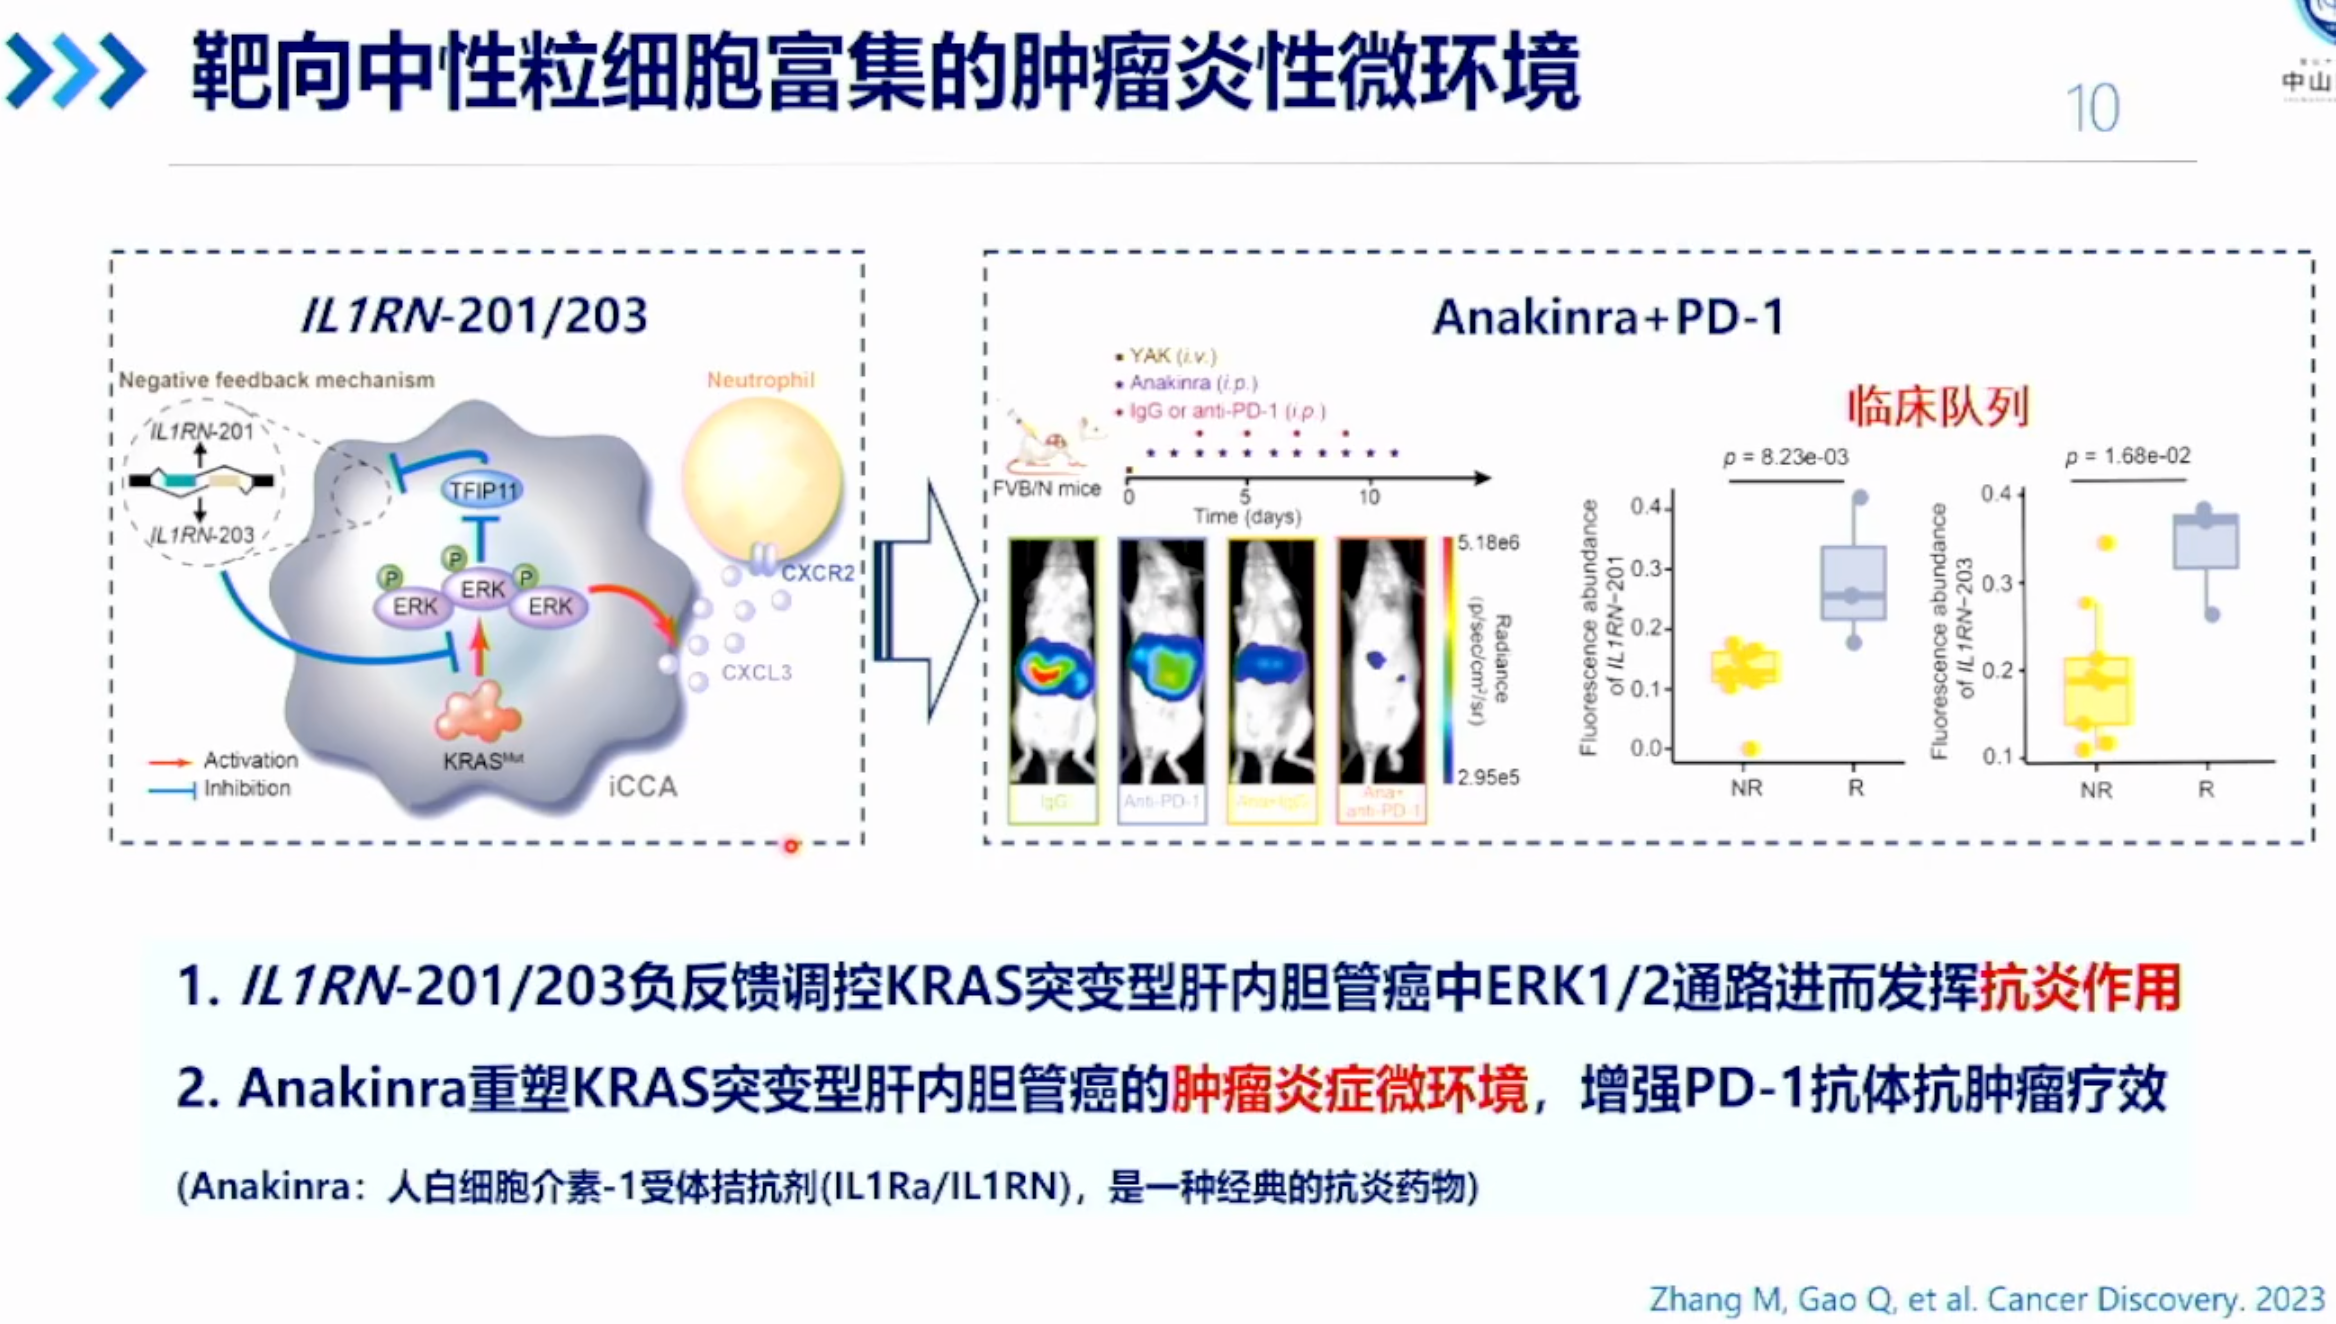 靶向中性粒细胞富集的肿瘤炎性微环境
10
中山
IL1RN-201/203
Negative feedback mechanism
IL1RN-201
IL1RN-203
TFIP11
P
P
P
ERK
ERK
ERK
KRASMut
iCCA
Activation
Inhibition
Neutrophil
CXCR2
CXCL3
Anakinra+PD-1
YAK (i.v.)
Anakinra (i.p.)
IgG or anti-PD-1 (i.p.)
FVB/N mice
0
5
10
Time (days)
5.18e6
Radiance
(p/sec/cm²/sr)
2.95e5
IgG
Anti-PD-1
Ana+IgG
Ana+
anti-PD-1
临床队列
p = 8.23e-03
Fluorescence abundance
of IL1RN-201
0.4
0.3
0.2
0.1
0.0
NR
R
p = 1.68e-02
Fluorescence abundance
of IL1RN-203
0.4
0.3
0.2
0.1
NR
R
1. IL1RN-201/203负反馈调控KRAS突变型肝内胆管癌中ERK1/2通路进而发挥抗炎作用
2. Anakinra重塑KRAS突变型肝内胆管癌的肿瘤炎症微环境，增强PD-1抗体抗肿瘤疗效
(Anakinra：人白细胞介素-1受体拮抗剂(IL1Ra/IL1RN)，是一种经典的抗炎药物)
Zhang M, Gao Q, et al. Cancer Discovery. 2023